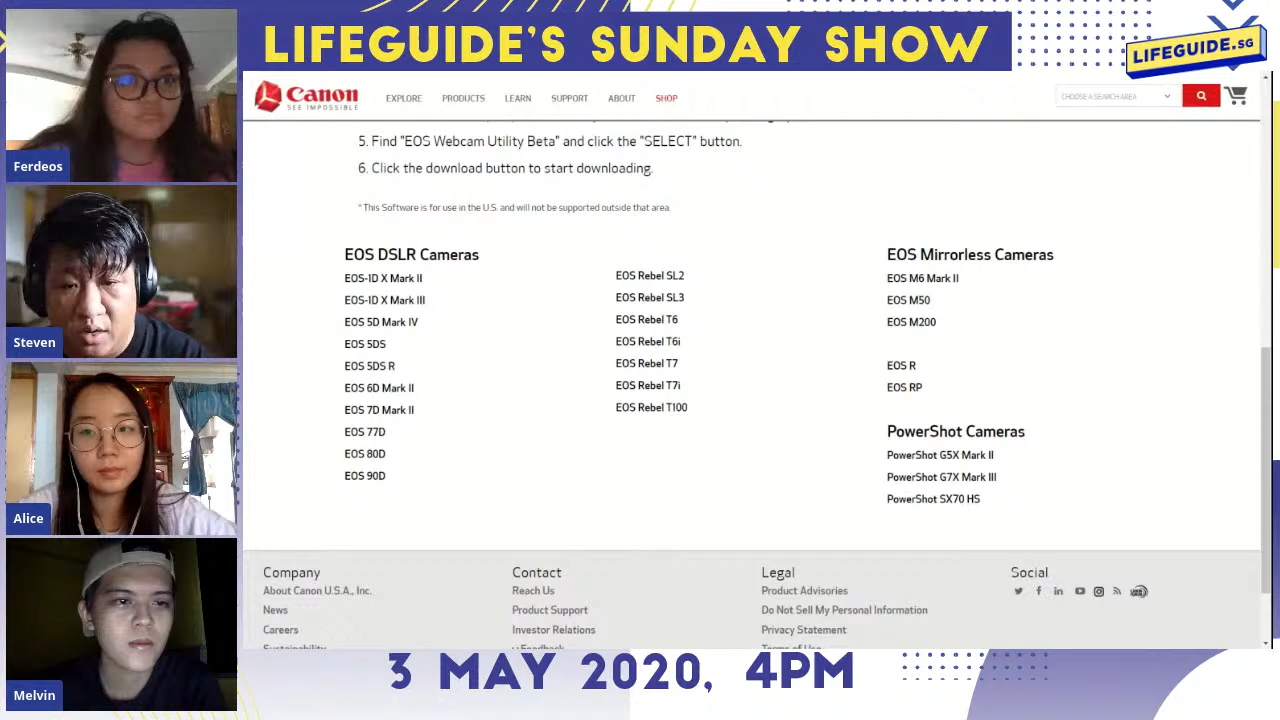 LIFEGUIDE'S SUNDAY SHOW
LIFEGUIDE.SG
Canon
SEE IMPOSSIBLE
EXPLORE PRODUCTS LEARN SUPPORT ABOUT SHOP
CHOOSE A SEARCH AREA
5. Find "EOS Webcam Utility Beta" and click the "SELECT" button.
6. Click the download button to start downloading.
* This Software is for use in the U.S. and will not be supported outside that area.
EOS DSLR Cameras
EOS-1D X Mark II
EOS-1D X Mark III
EOS 5D Mark IV
EOS 5DS
EOS 5DS R
EOS 6D Mark II
EOS 7D Mark II
EOS 77D
EOS 80D
EOS 90D
EOS Rebel SL2
EOS Rebel SL3
EOS Rebel T6
EOS Rebel T6i
EOS Rebel T7
EOS Rebel T7i
EOS Rebel T100
EOS Mirrorless Cameras
EOS M6 Mark II
EOS M50
EOS M200
EOS R
EOS RP
PowerShot Cameras
PowerShot G5X Mark II
PowerShot G7X Mark III
PowerShot SX70 HS
Company
About Canon U.S.A., Inc.
News
Careers
Sustainability
Contact
Reach Us
Product Support
Investor Relations
Feedback
Legal
Product Advisories
Do Not Sell My Personal Information
Privacy Statement
Terms of Use
Social
Ferdeos
Steven
Alice
Melvin
3 MAY 2020, 4PM